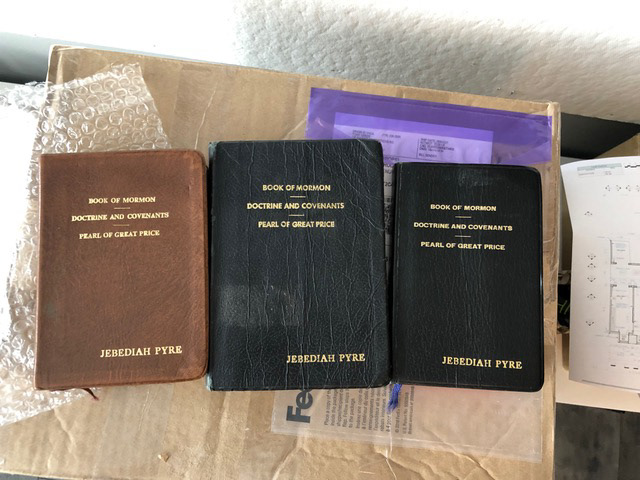 BOOK OF MORMON
DOCTRINE AND COVENANTS
PEARL OF GREAT PRICE
JEBEDIAH PYRE
BOOK OF MORMON
DOCTRINE AND COVENANTS
PEARL OF GREAT PRICE
JEBEDIAH PYRE
BOOK OF MORMON
DOCTRINE AND COVENANTS
PEARL OF GREAT PRICE
JEBEDIAH PYRE
Fe